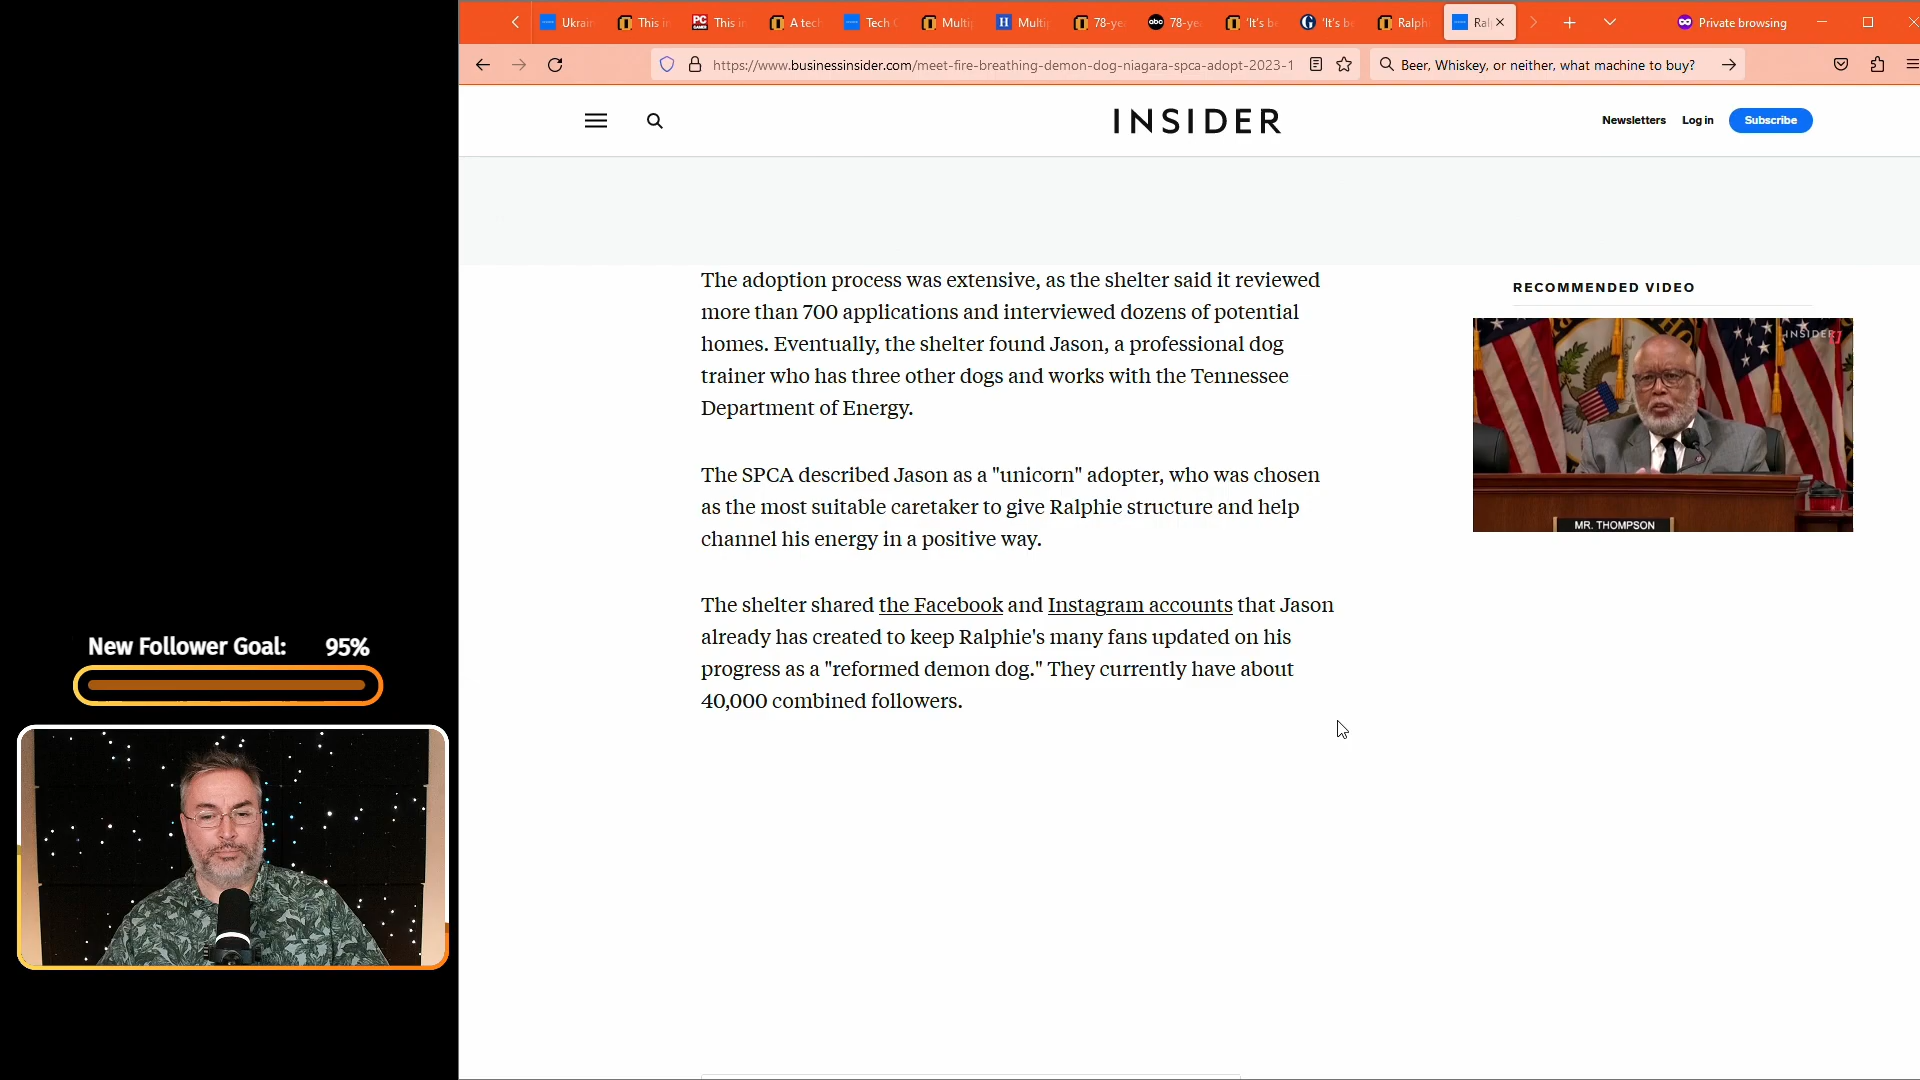 Ukrain
This in
This in
A tech
Tech
Multip
Multip
78-ye
78-ye
'It's be
'It's be
Ralph
Ral
Private browsing
https://www.businessinsider.com/meet-fire-breathing-demon-dog-niagara-spca-adopt-2023-1
Beer, Whiskey, or neither, what machine to buy?
INSIDER
Newsletters
Log in
Subscribe
The adoption process was extensive, as the shelter said it reviewed
more than 700 applications and interviewed dozens of potential
homes. Eventually, the shelter found Jason, a professional dog
trainer who has three other dogs and works with the Tennessee
Department of Energy.
The SPCA described Jason as a "unicorn" adopter, who was chosen
as the most suitable caretaker to give Ralphie structure and help
channel his energy in a positive way.
The shelter shared the Facebook and Instagram accounts that Jason
already has created to keep Ralphie's many fans updated on his
progress as a "reformed demon dog." They currently have about
40,000 combined followers.
RECOMMENDED VIDEO
INSIDER
MR. THOMPSON
New Follower Goal: 95%